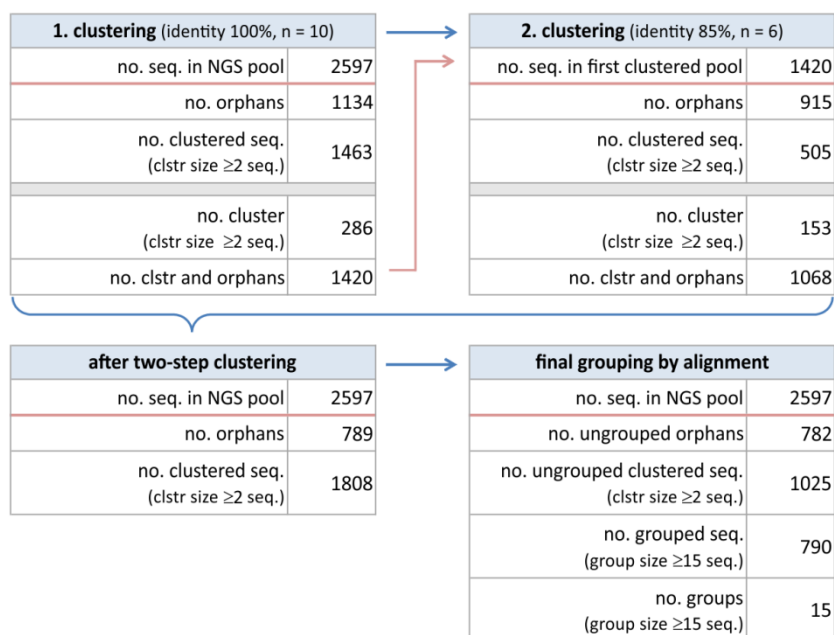 1. clustering (identity 100%, n = 10)
no. seq. in NGS pool 2597
no. orphans 1134
no. clustered seq.
(clstr size ≥2 seq.) 1463
no. cluster
(clstr size ≥2 seq.) 286
no. clstr and orphans 1420
2. clustering (identity 85%, n = 6)
no. seq. in first clustered pool 1420
no. orphans 915
no. clustered seq.
(clstr size ≥2 seq.) 505
no. cluster
(clstr size ≥2 seq.) 153
no. clstr and orphans 1068
after two-step clustering
no. seq. in NGS pool 2597
no. orphans 789
no. clustered seq.
(clstr size ≥2 seq.) 1808
final grouping by alignment
no. seq. in NGS pool 2597
no. ungrouped orphans 782
no. ungrouped clustered seq.
(clstr size ≥2 seq.) 1025
no. grouped seq.
(group size ≥15 seq.) 790
no. groups
(group size ≥15 seq.) 15